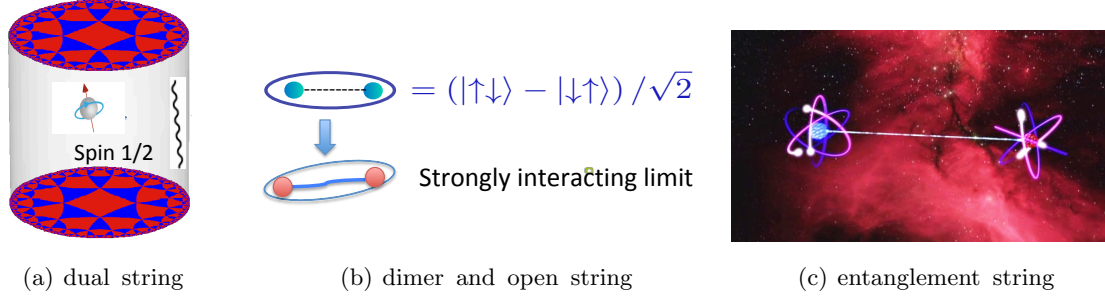 Spin 1/2
= (|↑↓⟩ − |↓↑⟩) /√2
Strongly interacting limit
(a) dual string
(b) dimer and open string
(c) entanglement string